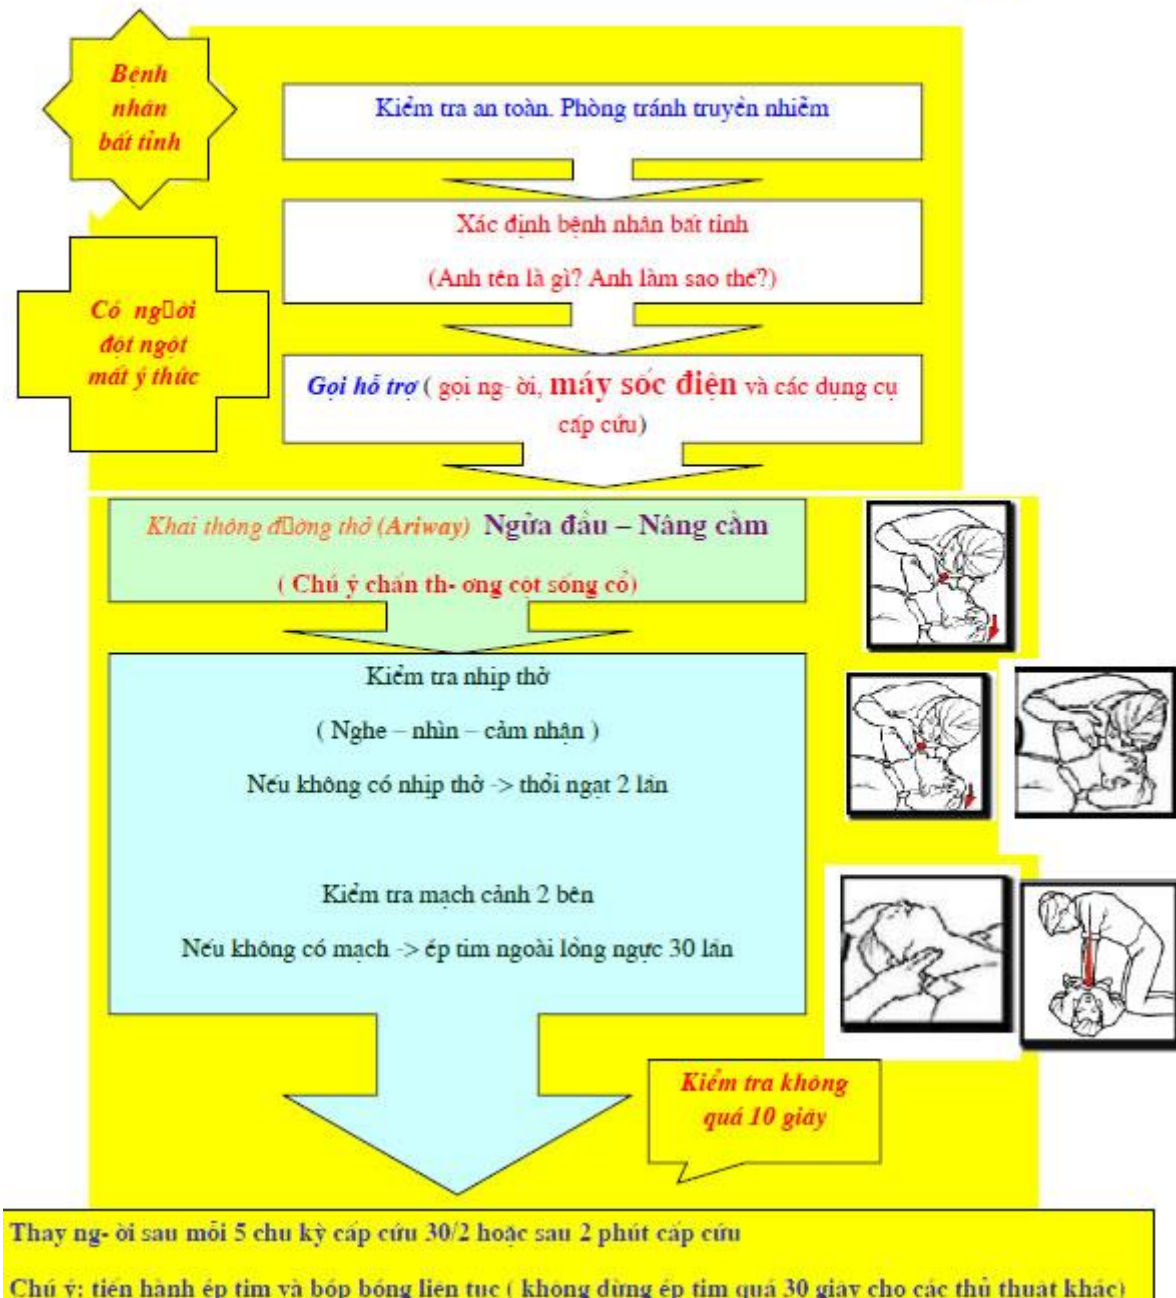 Bệnh
nhân
bất tỉnh
Kiểm tra an toàn. Phòng tránh truyền nhiễm
Xác định bệnh nhân bất tỉnh
(Anh tên là gì? Anh làm sao thế?)
Có ng▯ời
đột ngột
mất ý thức
Gọi hỗ trợ ( gọi ng- ời, máy sốc điện và các dụng cụ
cấp cứu)
Khai thông đ▯ờng thở (Ariway) Ngửa đầu – Nâng cằm
( Chú ý chấn th- ơng cột sống cổ)
Kiểm tra nhịp thở
( Nghe – nhìn – cảm nhận )
Nếu không có nhịp thở -> thổi ngạt 2 lần
Kiểm tra mạch cảnh 2 bên
Nếu không có mạch -> ép tim ngoài lồng ngực 30 lần
Kiểm tra không
quá 10 giây
Thay ng- ời sau mỗi 5 chu kỳ cấp cứu 30/2 hoặc sau 2 phút cấp cứu
Chú ý: tiến hành ép tim và bóp bóng liên tục ( không dừng ép tim quá 30 giây cho các thủ thuật khác)